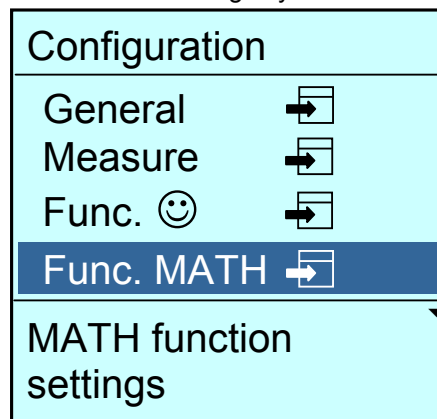 Configuration
General
Measure
Func. ☺
Func. MATH
MATH function
settings